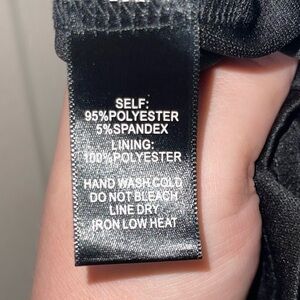 SELF:
95%POLYESTER
5%SPANDEX
LINING:
100%POLYESTER
HAND WASH COLD
DO NOT BLEACH
LINE DRY
IRON LOW HEAT